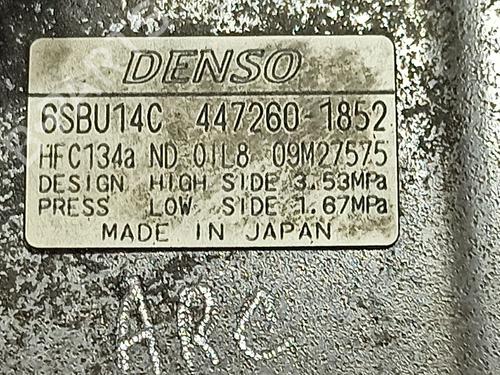 DENSO
6SBU14C 447260-1852
HFC134a ND-OIL8 09M27575
DESIGN HIGH SIDE 3.53MPa
PRESS LOW SIDE 1.67MPa
MADE IN JAPAN
ARC